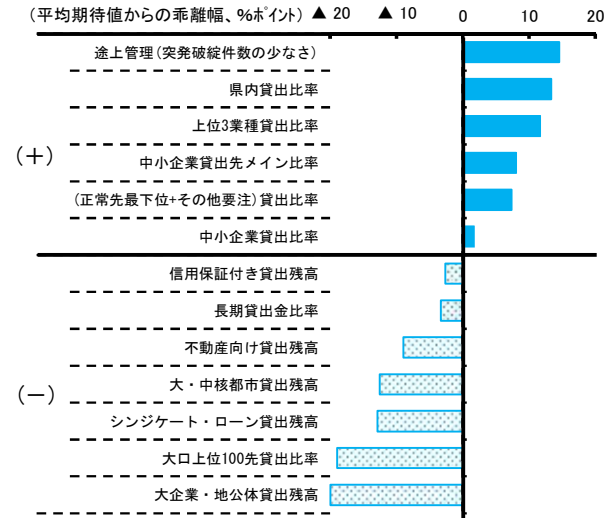 (平均期待値からの乖離幅、%ポイント) ▲ 20 ▲ 10 0 10 20
途上管理(突発破綻件数の少なさ)
県内貸出比率
上位3業種貸出比率
(+)
中小企業貸出先メイン比率
(正常先最下位+その他要注)貸出比率
中小企業貸出比率
信用保証付き貸出残高
長期貸出金比率
不動産向け貸出残高
(-)
大・中核都市貸出残高
シンジケート・ローン貸出残高
大口上位100先貸出比率
大企業・地公体貸出残高